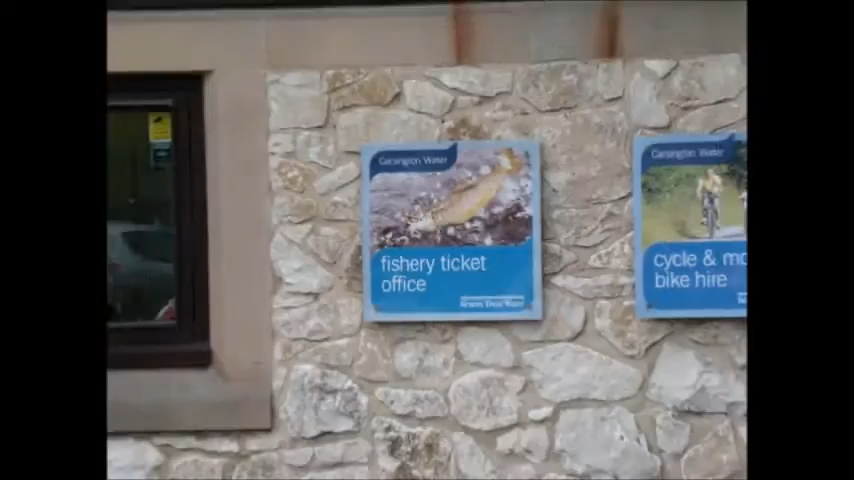 Carsington Water
fishery ticket
office
Severn Trent Water
Carsington Water
cycle & mo
bike hire